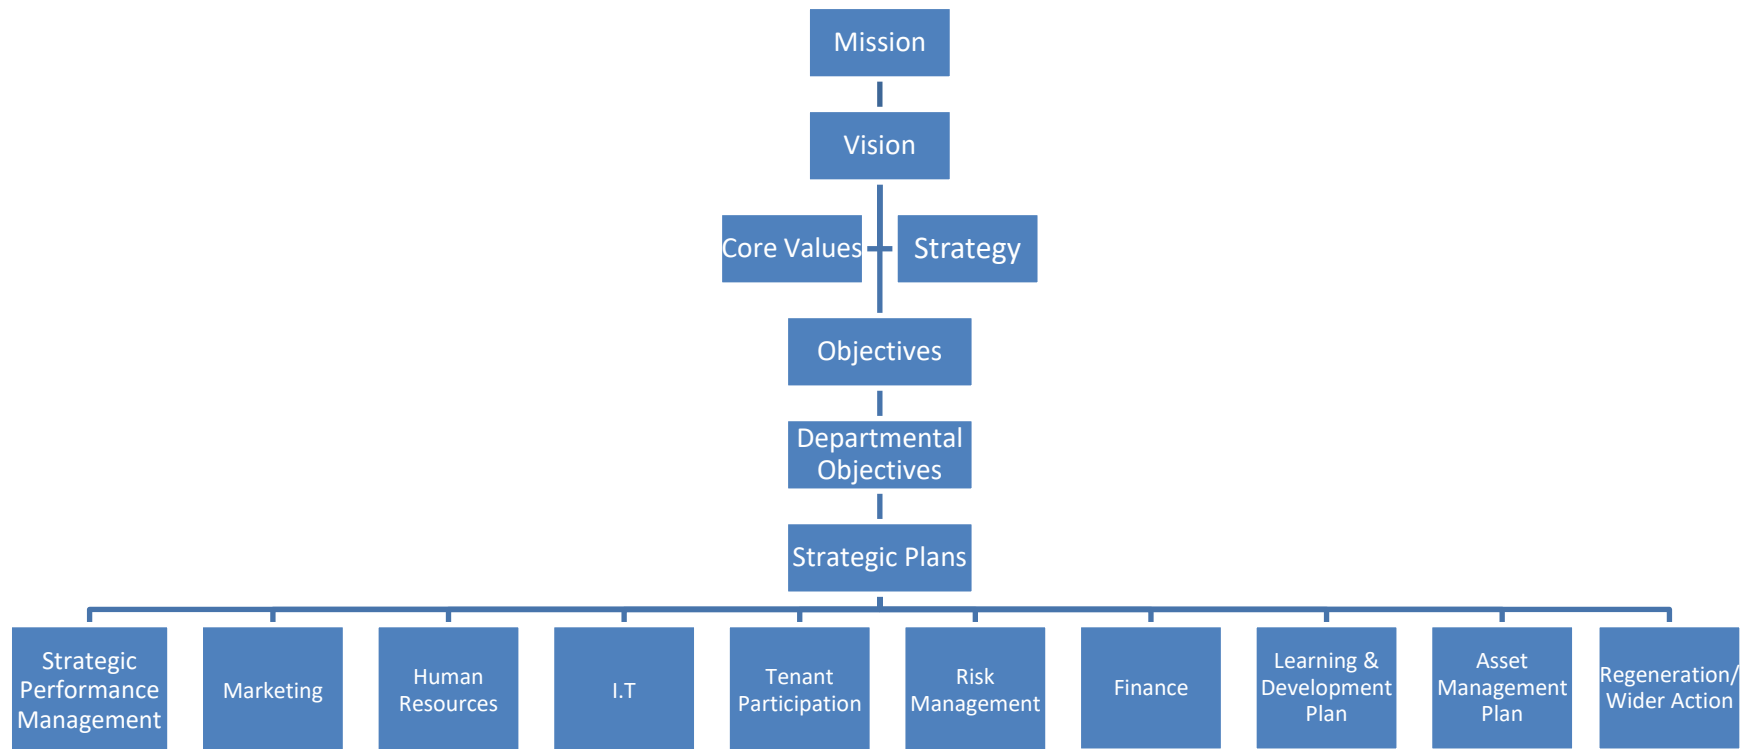 Mission
Vision
Core Values
Strategy
Objectives
Departmental
Objectives
Strategic Plans
Strategic
Performance
Management
Marketing
Human
Resources
I.T
Tenant
Participation
Risk
Management
Finance
Learning &
Development
Plan
Asset
Management
Plan
Regeneration/
Wider Action